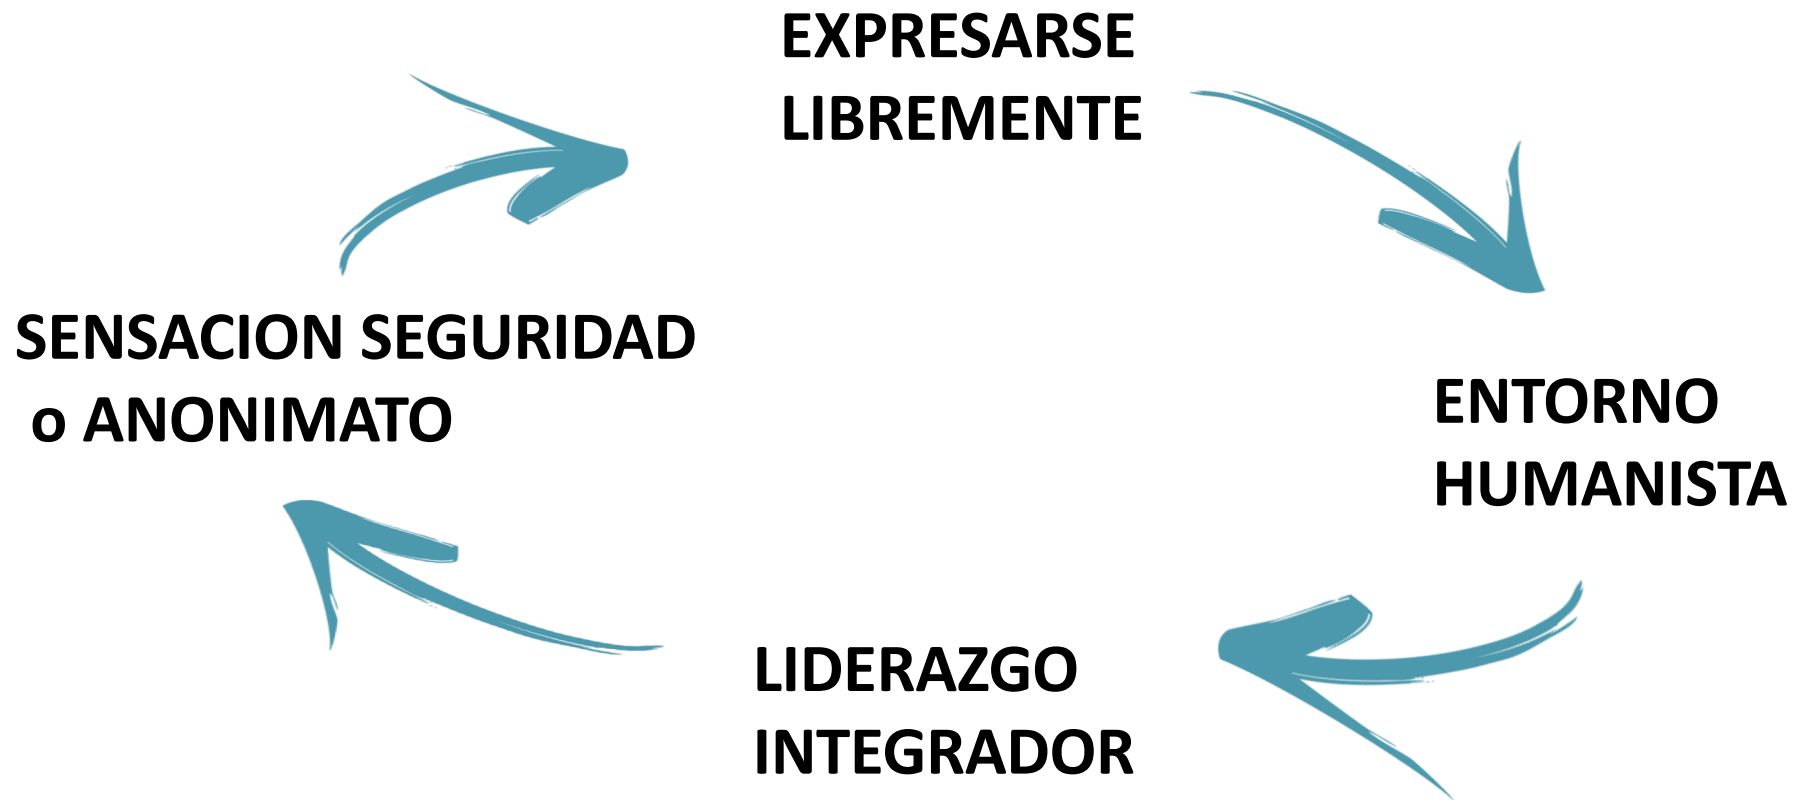 EXPRESARSE
LIBREMENTE
SENSACION SEGURIDAD
o ANONIMATO
ENTORNO
HUMANISTA
LIDERAZGO
INTEGRADOR